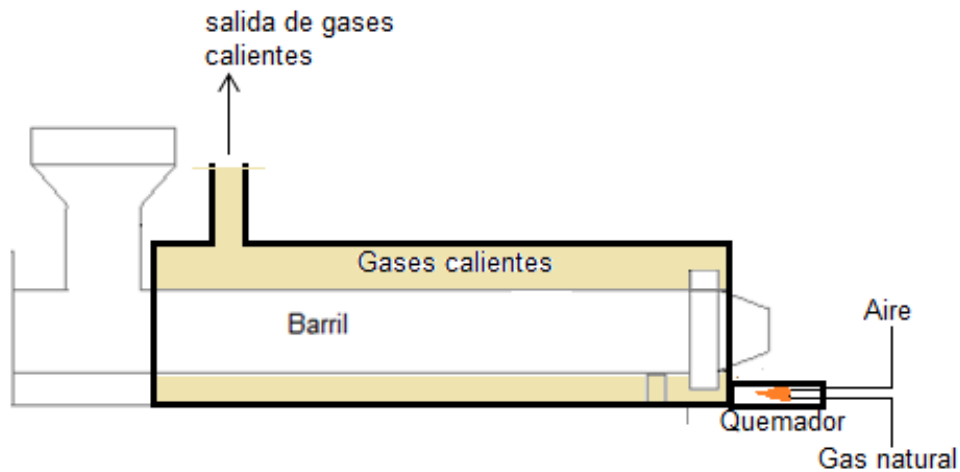 salida de gases
calientes
Gases calientes
Barril
Aire
Quemador
Gas natural